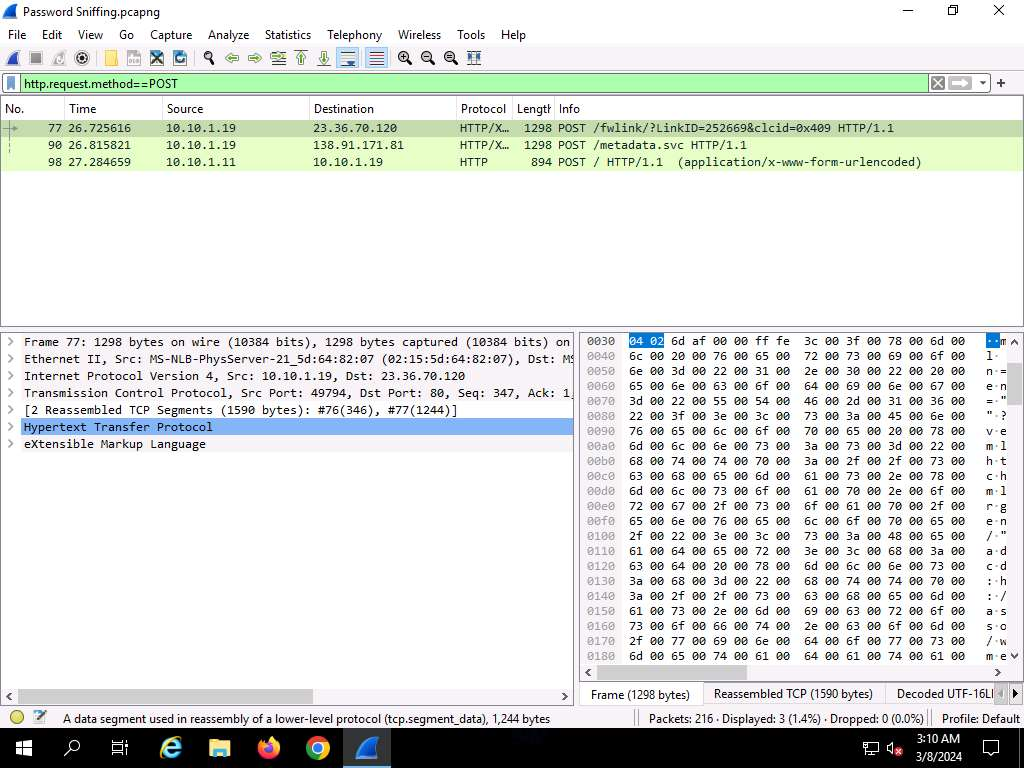 Password Sniffing.pcapng
File Edit View Go Capture Analyze Statistics Telephony Wireless Tools Help
http.request.method==POST
No. Time Source Destination Protocol Length Info
77 26.725616 10.10.1.19 23.36.70.120 HTTP/X… 1298 POST /fwlink/?LinkID=252669&clcid=0x409 HTTP/1.1
90 26.815821 10.10.1.19 138.91.171.81 HTTP/X… 1298 POST /metadata.svc HTTP/1.1
98 27.284659 10.10.1.11 10.10.1.19 HTTP 894 POST / HTTP/1.1 (application/x-www-form-urlencoded)
Frame 77: 1298 bytes on wire (10384 bits), 1298 bytes captured (10384 bits) on
Ethernet II, Src: MS-NLB-PhysServer-21_5d:64:82:07 (02:15:5d:64:82:07), Dst: MS
Internet Protocol Version 4, Src: 10.10.1.19, Dst: 23.36.70.120
Transmission Control Protocol, Src Port: 49794, Dst Port: 80, Seq: 347, Ack: 1,
[2 Reassembled TCP Segments (1590 bytes): #76(346), #77(1244)]
Hypertext Transfer Protocol
eXtensible Markup Language
0030 04 02 6d af 00 00 ff fe 3c 00 3f 00 78 00 6d 00 ··m
0040 6c 00 20 00 76 00 65 00 72 00 73 00 69 00 6f 00 l·
0050 6e 00 3d 00 22 00 31 00 2e 00 30 00 22 00 20 00 n·=
0060 65 00 6e 00 63 00 6f 00 64 00 69 00 6e 00 67 00 e·n
0070 3d 00 22 00 55 00 54 00 46 00 2d 00 31 00 36 00 =·"
0080 22 00 3f 00 3e 00 3c 00 73 00 3a 00 45 00 6e 00 "·?
0090 76 00 65 00 6c 00 6f 00 70 00 65 00 20 00 78 00 v·e
00a0 6d 00 6c 00 6e 00 73 00 3a 00 73 00 3d 00 22 00 m·l
00b0 68 00 74 00 74 00 70 00 3a 00 2f 00 2f 00 73 00 h·t
00c0 63 00 68 00 65 00 6d 00 61 00 73 00 2e 00 78 00 c·h
00d0 6d 00 6c 00 73 00 6f 00 61 00 70 00 2e 00 6f 00 m·l
00e0 72 00 67 00 2f 00 73 00 6f 00 61 00 70 00 2f 00 r·g
00f0 65 00 6e 00 76 00 65 00 6c 00 6f 00 70 00 65 00 e·n
0100 2f 00 22 00 3e 00 3c 00 73 00 3a 00 48 00 65 00 /·"
0110 61 00 64 00 65 00 72 00 3e 00 3c 00 68 00 3a 00 a·d
0120 63 00 64 00 20 00 78 00 6d 00 6c 00 6e 00 73 00 c·d
0130 3a 00 68 00 3d 00 22 00 68 00 74 00 74 00 70 00 :·h
0140 3a 00 2f 00 2f 00 73 00 63 00 68 00 65 00 6d 00 :·/
0150 61 00 73 00 2e 00 6d 00 69 00 63 00 72 00 6f 00 a·s
0160 73 00 6f 00 66 00 74 00 2e 00 63 00 6f 00 6d 00 s·o
0170 2f 00 77 00 69 00 6e 00 64 00 6f 00 77 00 73 00 /·w
0180 6d 00 65 00 74 00 61 00 64 00 61 00 74 00 61 00 m·e
Frame (1298 bytes) Reassembled TCP (1590 bytes) Decoded UTF-16L
A data segment used in reassembly of a lower-level protocol (tcp.segment_data), 1,244 bytes
Packets: 216 · Displayed: 3 (1.4%) · Dropped: 0 (0.0%)
Profile: Default
3:10 AM
3/8/2024